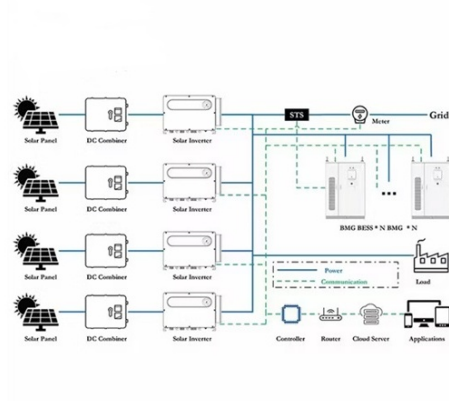 STS
Grid
Meter
Solar Panel
DC Combiner
Solar Inverter
Solar Panel
DC Combiner
Solar Inverter
BMG BESS * N BMG * N
Solar Panel
DC Combiner
Solar Inverter
Power
Communication
Load
Solar Panel
DC Combiner
Solar Inverter
Controller
Router
Cloud Server
Applications